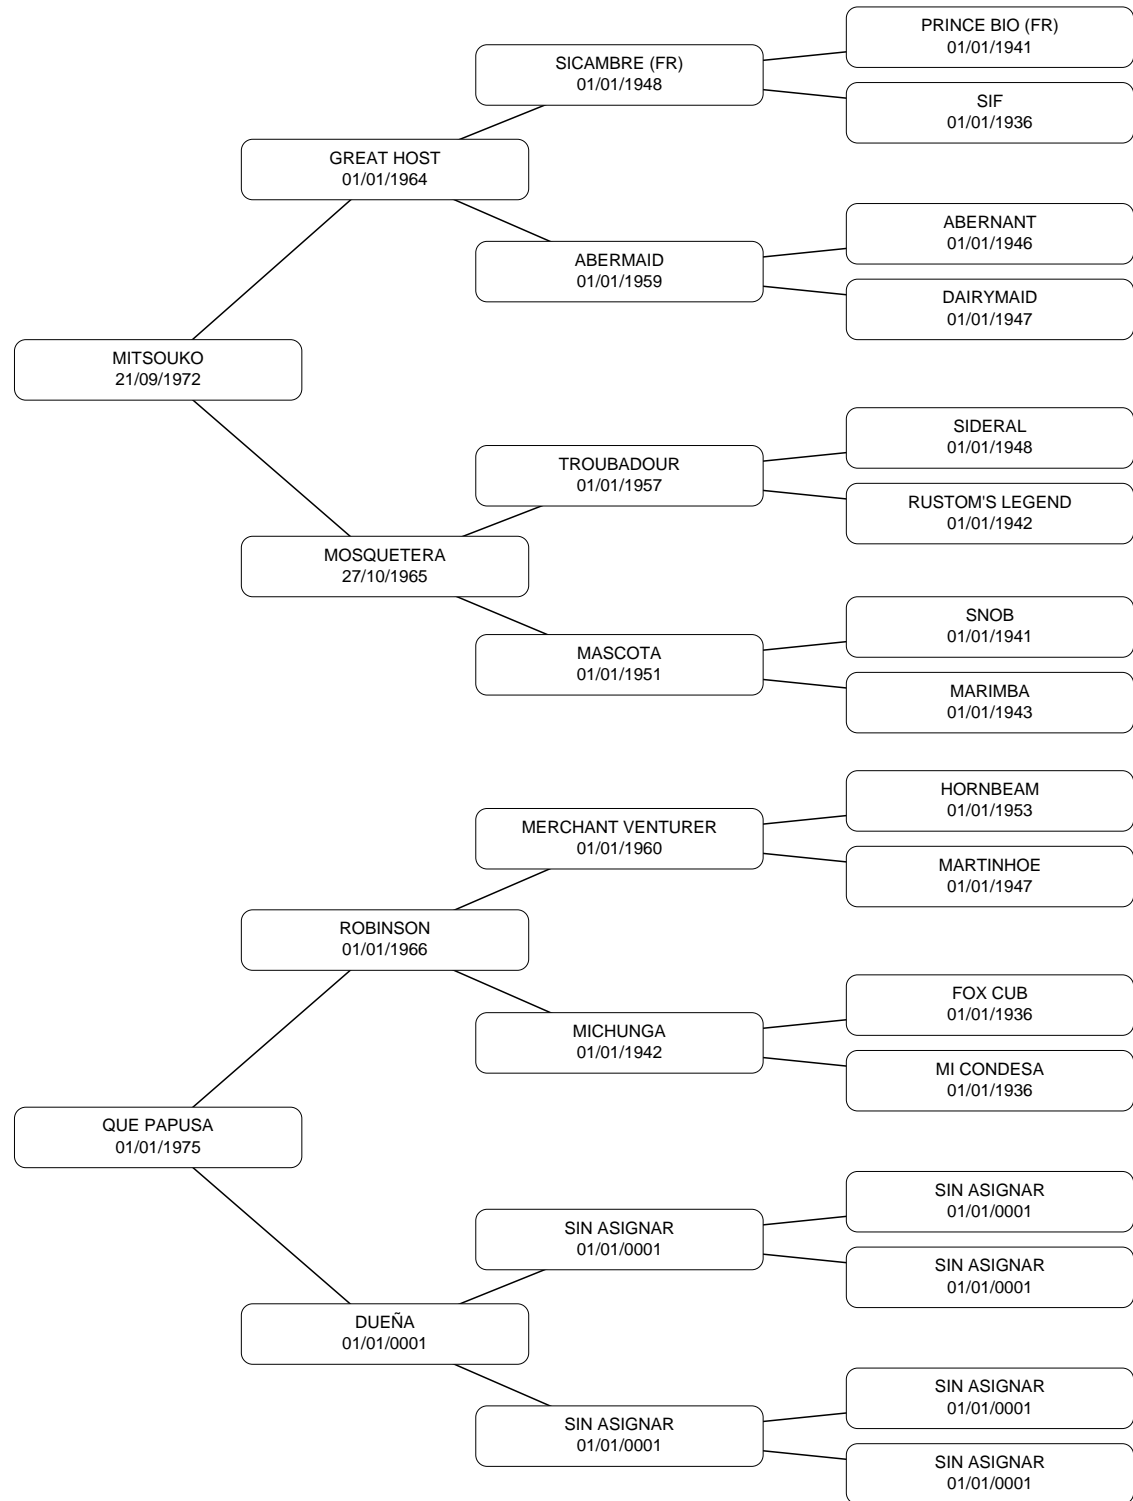 PRINCE BIO (FR)
01/01/1941
SICAMBRE (FR)
01/01/1948
SIF
01/01/1936
GREAT HOST
01/01/1964
ABERNANT
01/01/1946
ABERMAID
01/01/1959
DAIRYMAID
01/01/1947
MITSOUKO
21/09/1972
SIDERAL
01/01/1948
TROUBADOUR
01/01/1957
RUSTOM'S LEGEND
01/01/1942
MOSQUETERA
27/10/1965
SNOB
01/01/1941
MASCOTA
01/01/1951
MARIMBA
01/01/1943
HORNBEAM
01/01/1953
MERCHANT VENTURER
01/01/1960
MARTINHOE
01/01/1947
ROBINSON
01/01/1966
FOX CUB
01/01/1936
MICHUNGA
01/01/1942
MI CONDESA
01/01/1936
QUE PAPUSA
01/01/1975
SIN ASIGNAR
01/01/0001
SIN ASIGNAR
01/01/0001
SIN ASIGNAR
01/01/0001
DUEÑA
01/01/0001
SIN ASIGNAR
01/01/0001
SIN ASIGNAR
01/01/0001
SIN ASIGNAR
01/01/0001